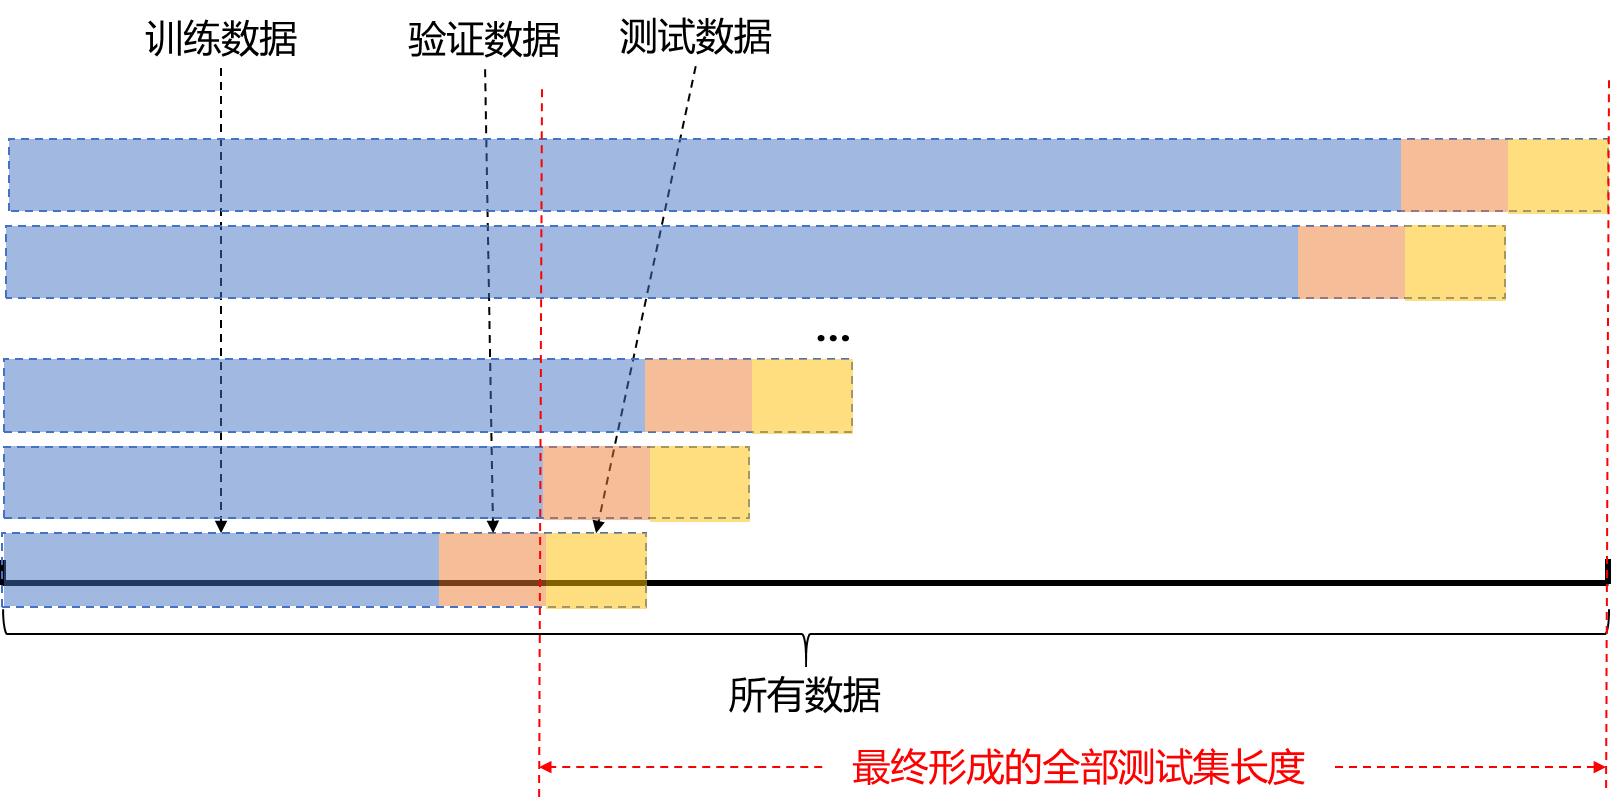 训练数据
验证数据
测试数据
...
所有数据
最终形成的全部测试集长度